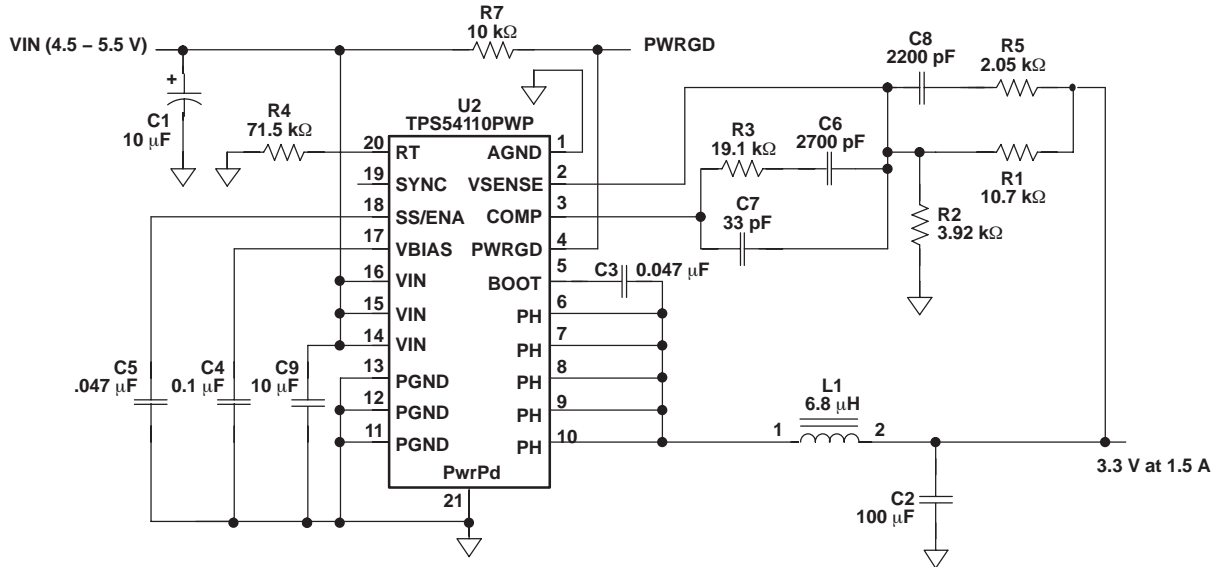 VIN (4.5 – 5.5 V)
R7
10 kΩ
PWRGD
C8
2200 pF
R5
2.05 kΩ
+
C1
10 μF
R4
71.5 kΩ
U2
TPS54110PWP
20
RT
19
SYNC
18
SS/ENA
17
VBIAS
16
VIN
15
VIN
14
VIN
13
PGND
12
PGND
11
PGND
AGND
1
VSENSE
2
COMP
3
PWRGD
4
BOOT
5
PH
6
PH
7
PH
8
PH
9
PH
10
PwrPd
21
R3
19.1 kΩ
C6
2700 pF
C7
33 pF
R1
10.7 kΩ
R2
3.92 kΩ
C3
0.047 μF
C5
.047 μF
C4
0.1 μF
C9
10 μF
L1
6.8 μH
1
2
3.3 V at 1.5 A
C2
100 μF